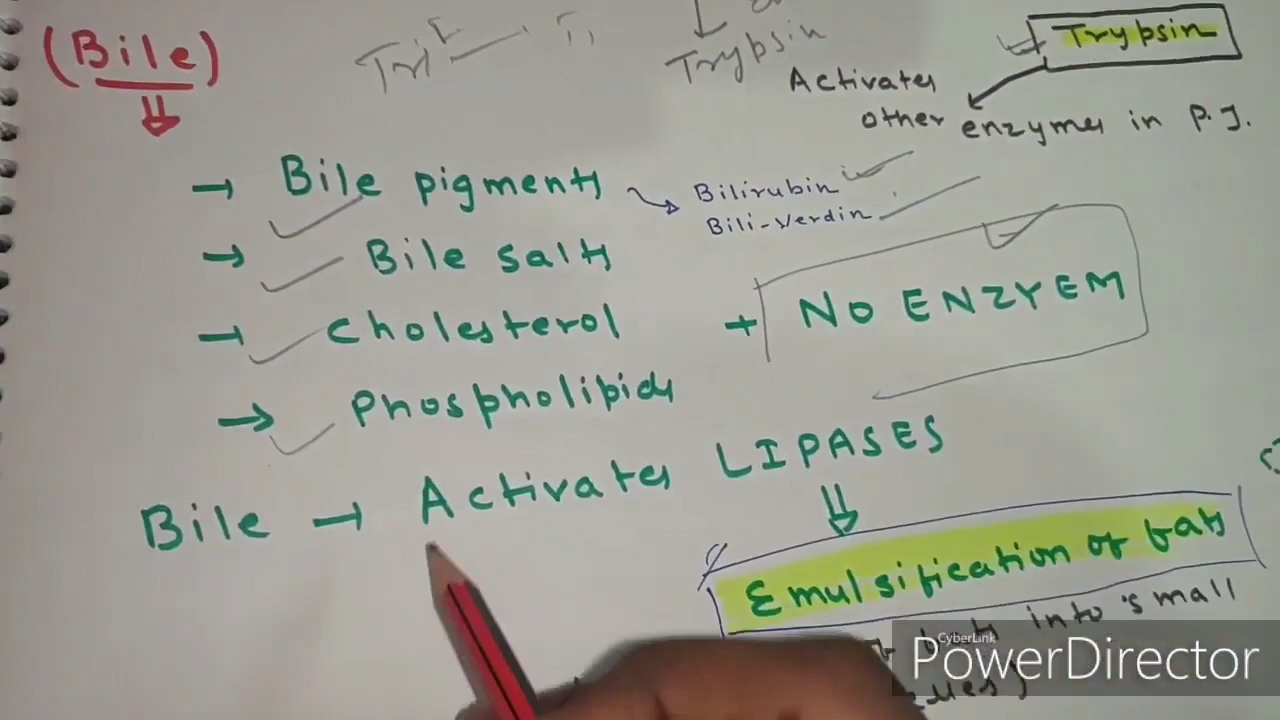 (Bile)
Trypsin
Trypsin
Activates
other enzymes in P.J.
→ Bile pigments
Bilirubin
Bili-Verdin
→ Bile salts
→ Cholesterol
+ NO ENZYEM
→ Phospholipids
Bile → Activates LIPASES
Emulsification of fats
into small
CyberLink
PowerDirector